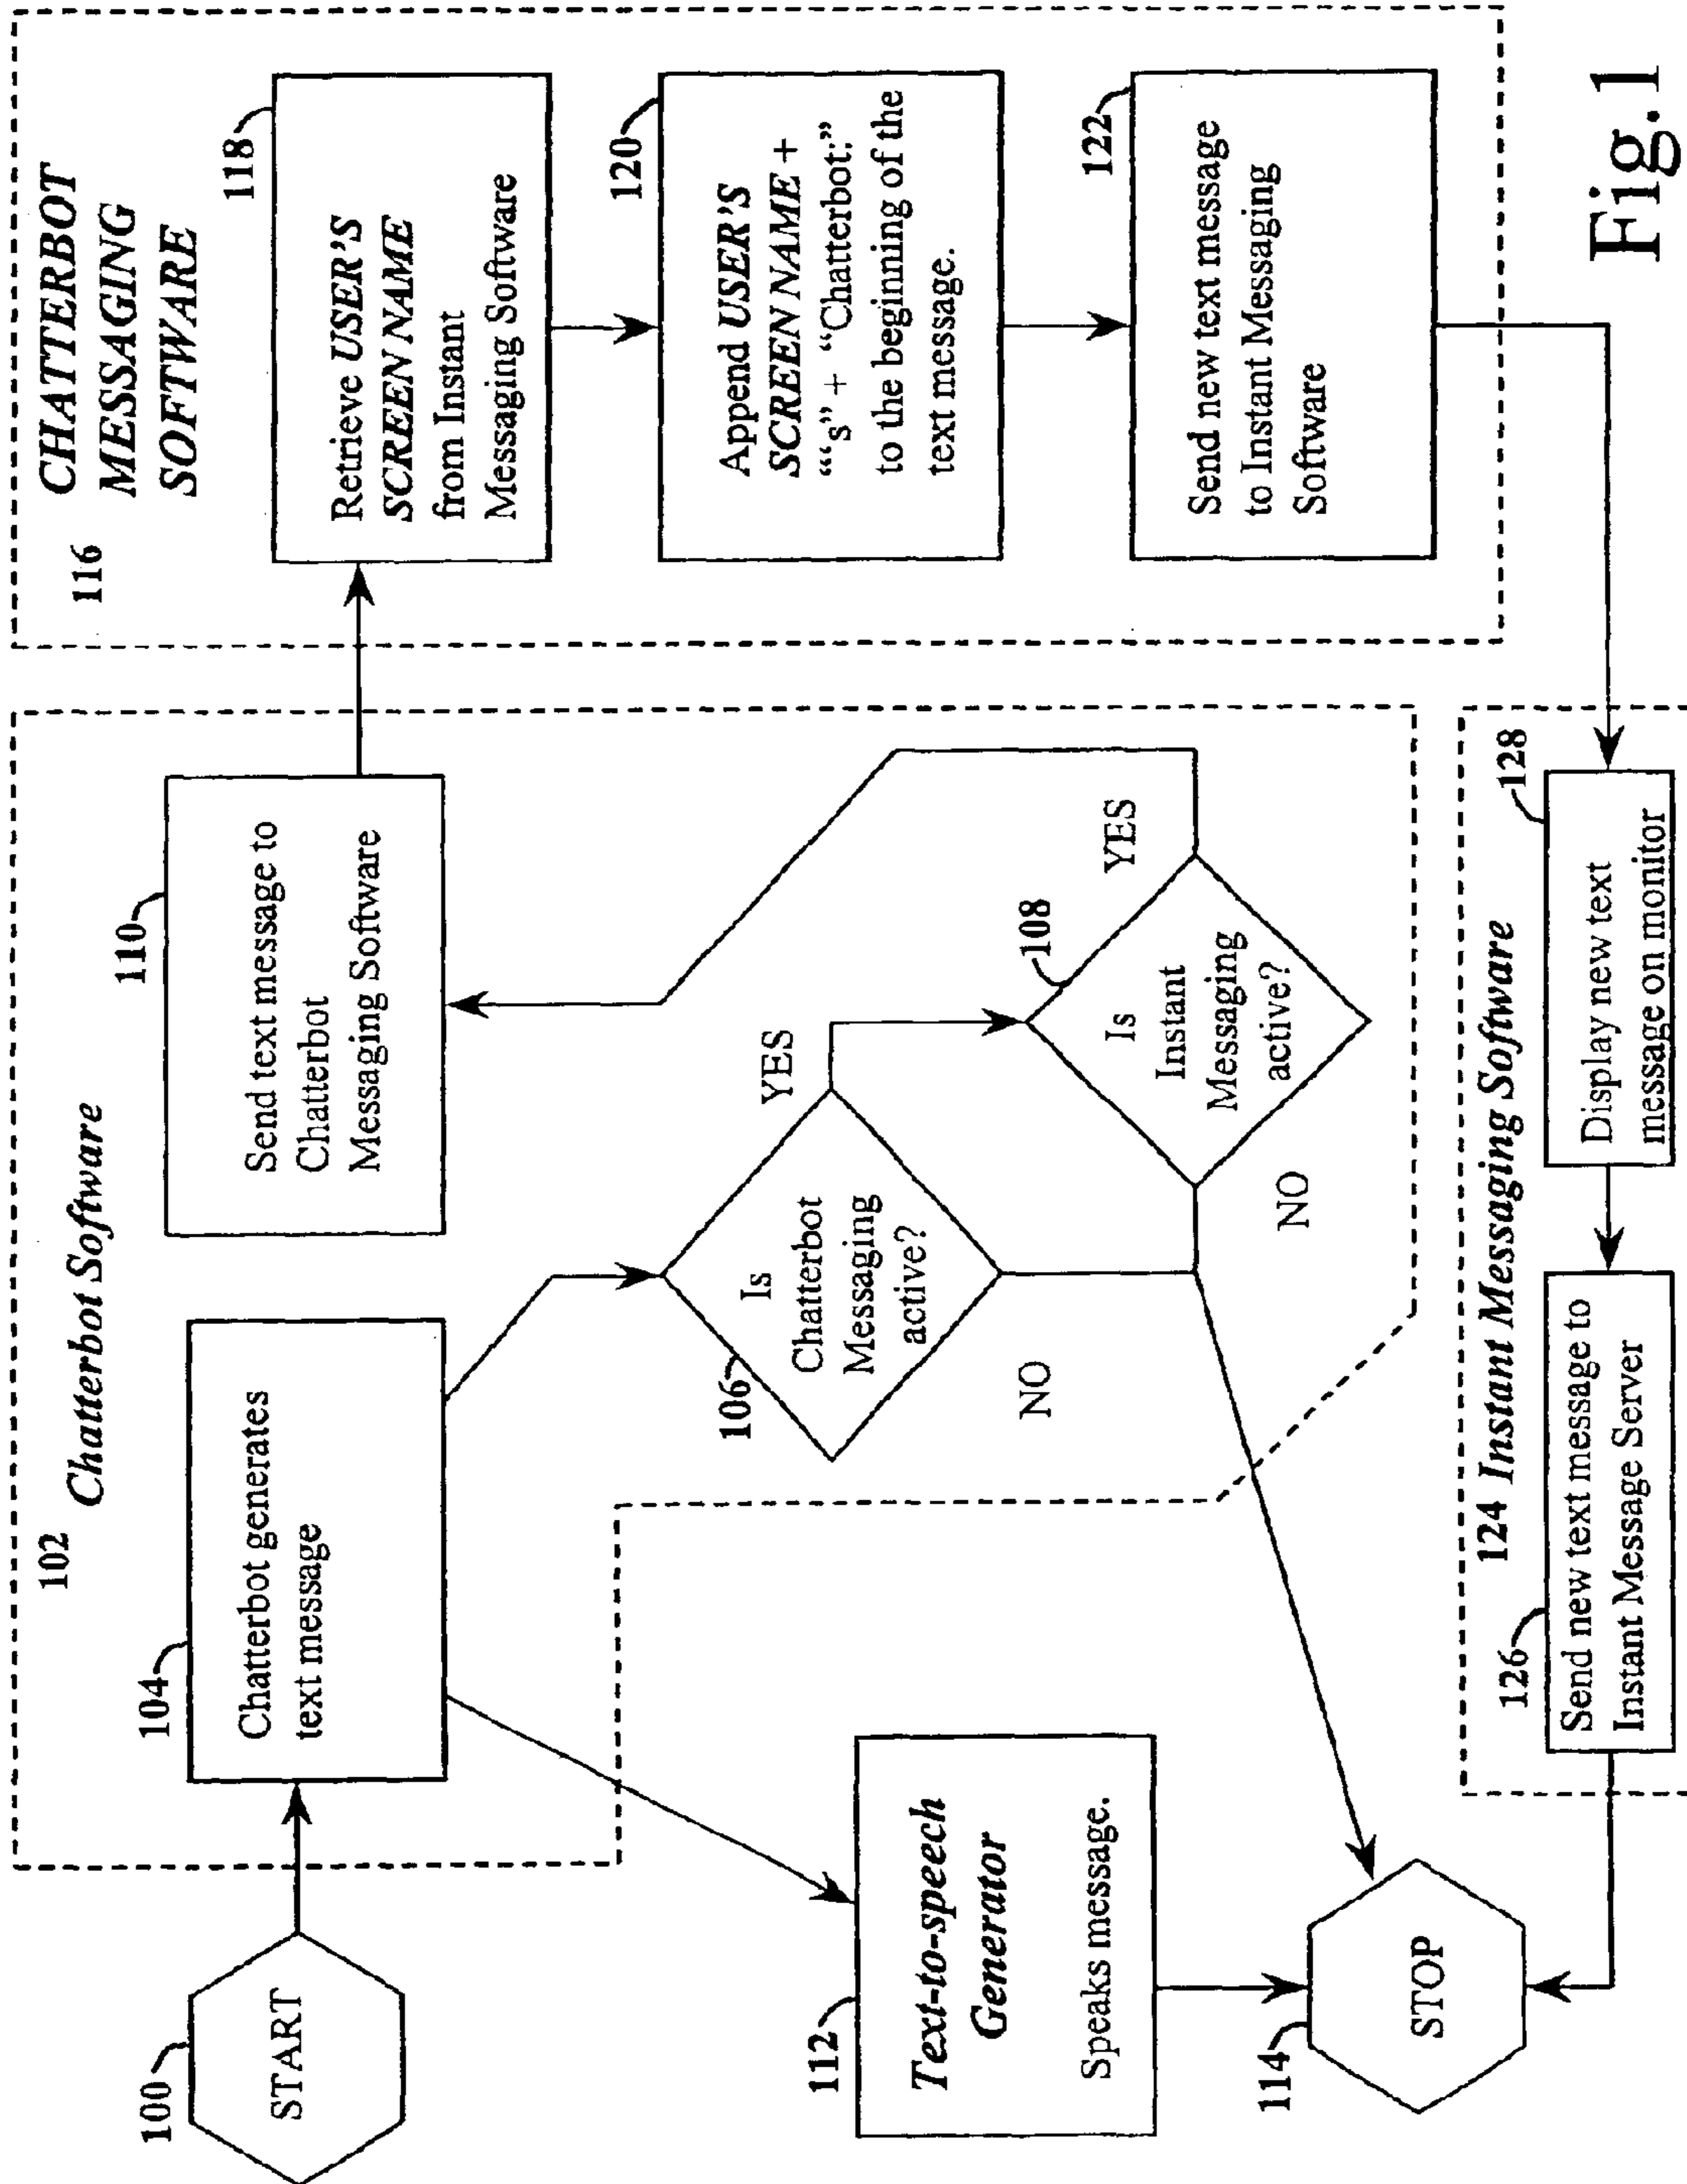 100
START
102
Chatterbot Software
104
Chatterbot generates
text message
110
Send text message to
Chatterbot
Messaging Software
106
Is
Chatterbot
Messaging
active?
YES
NO
108
Is
Instant
Messaging
active?
YES
NO
112
Text-to-speech
Generator
Speaks message.
114
STOP
116
CHATTERBOT
MESSAGING
SOFTWARE
118
Retrieve USER'S
SCREEN NAME
from Instant
Messaging Software
120
Append USER'S
SCREEN NAME +
“‘s” + “Chatterbot:”
to the beginning of the
text message.
122
Send new text message
to Instant Messaging
Software
124 Instant Messaging Software
126
Send new text message to
Instant Message Server
128
Display new text
message on monitor
Fig.1